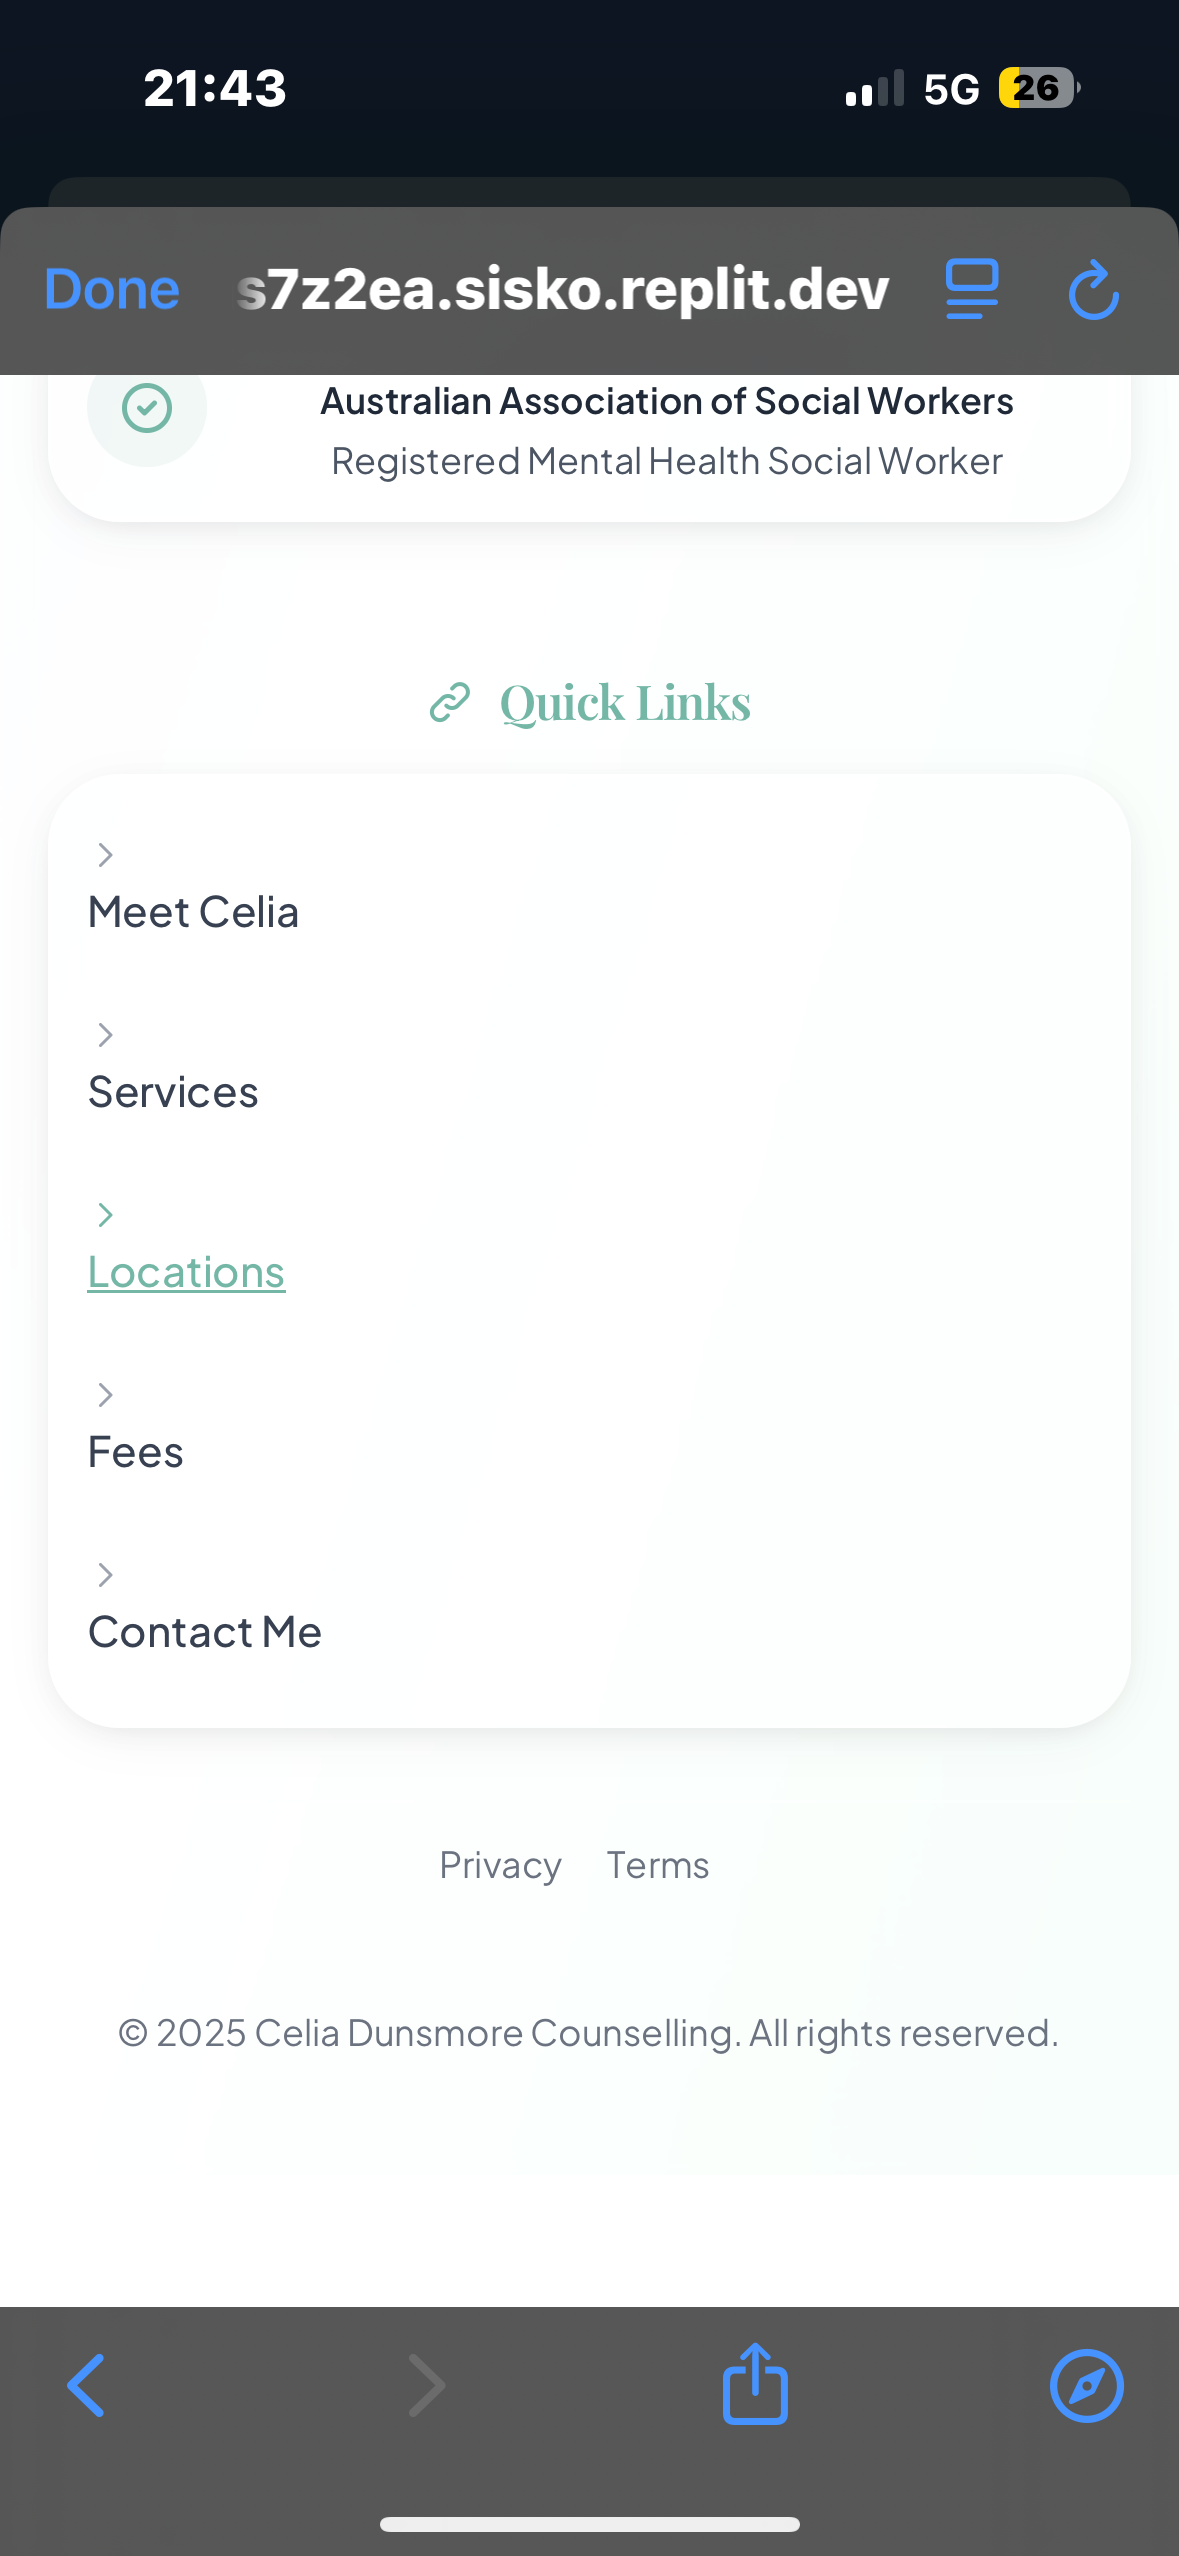 21:43
5G
26
Done
s7z2ea.sisko.replit.dev
Australian Association of Social Workers
Registered Mental Health Social Worker
Quick Links
Meet Celia
Services
Locations
Fees
Contact Me
Privacy Terms
© 2025 Celia Dunsmore Counselling. All rights reserved.